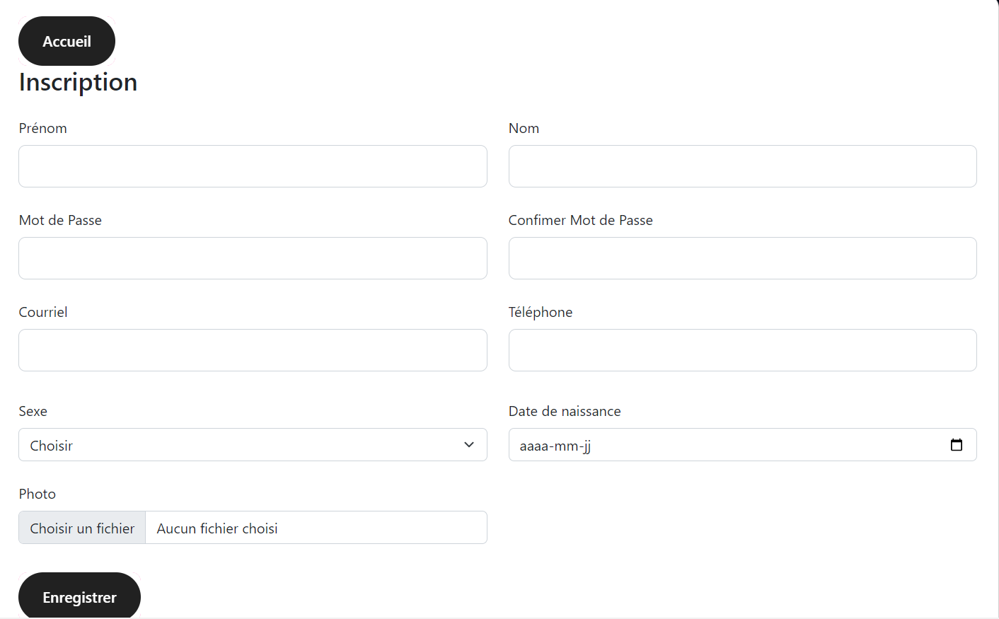 Accueil
Inscription
Prénom
Nom
Mot de Passe
Confimer Mot de Passe
Courriel
Téléphone
Sexe
Date de naissance
Choisir
aaaa-mm-jj
Photo
Choisir un fichier Aucun fichier choisi
Enregistrer